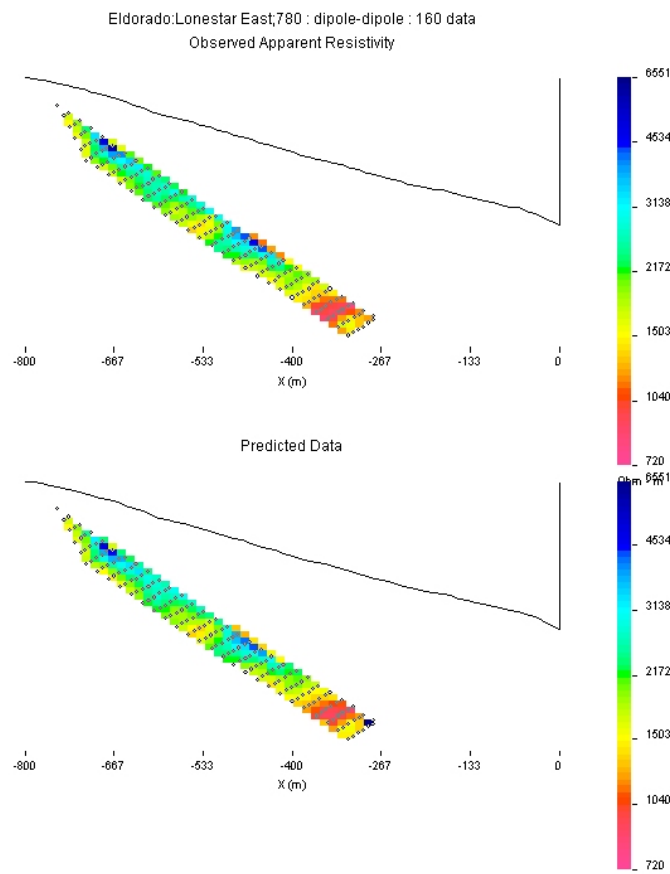 Eldorado:Lonestar East;780 : dipole-dipole : 160 data
Observed Apparent Resistivity
6551
4534
3138
2172
1503
1040
720
-800 -667 -533 -400 -267 -133 0
X (m)
Predicted Data
Ohm - m
6551
4534
3138
2172
1503
1040
720
-800 -667 -533 -400 -267 -133 0
X (m)